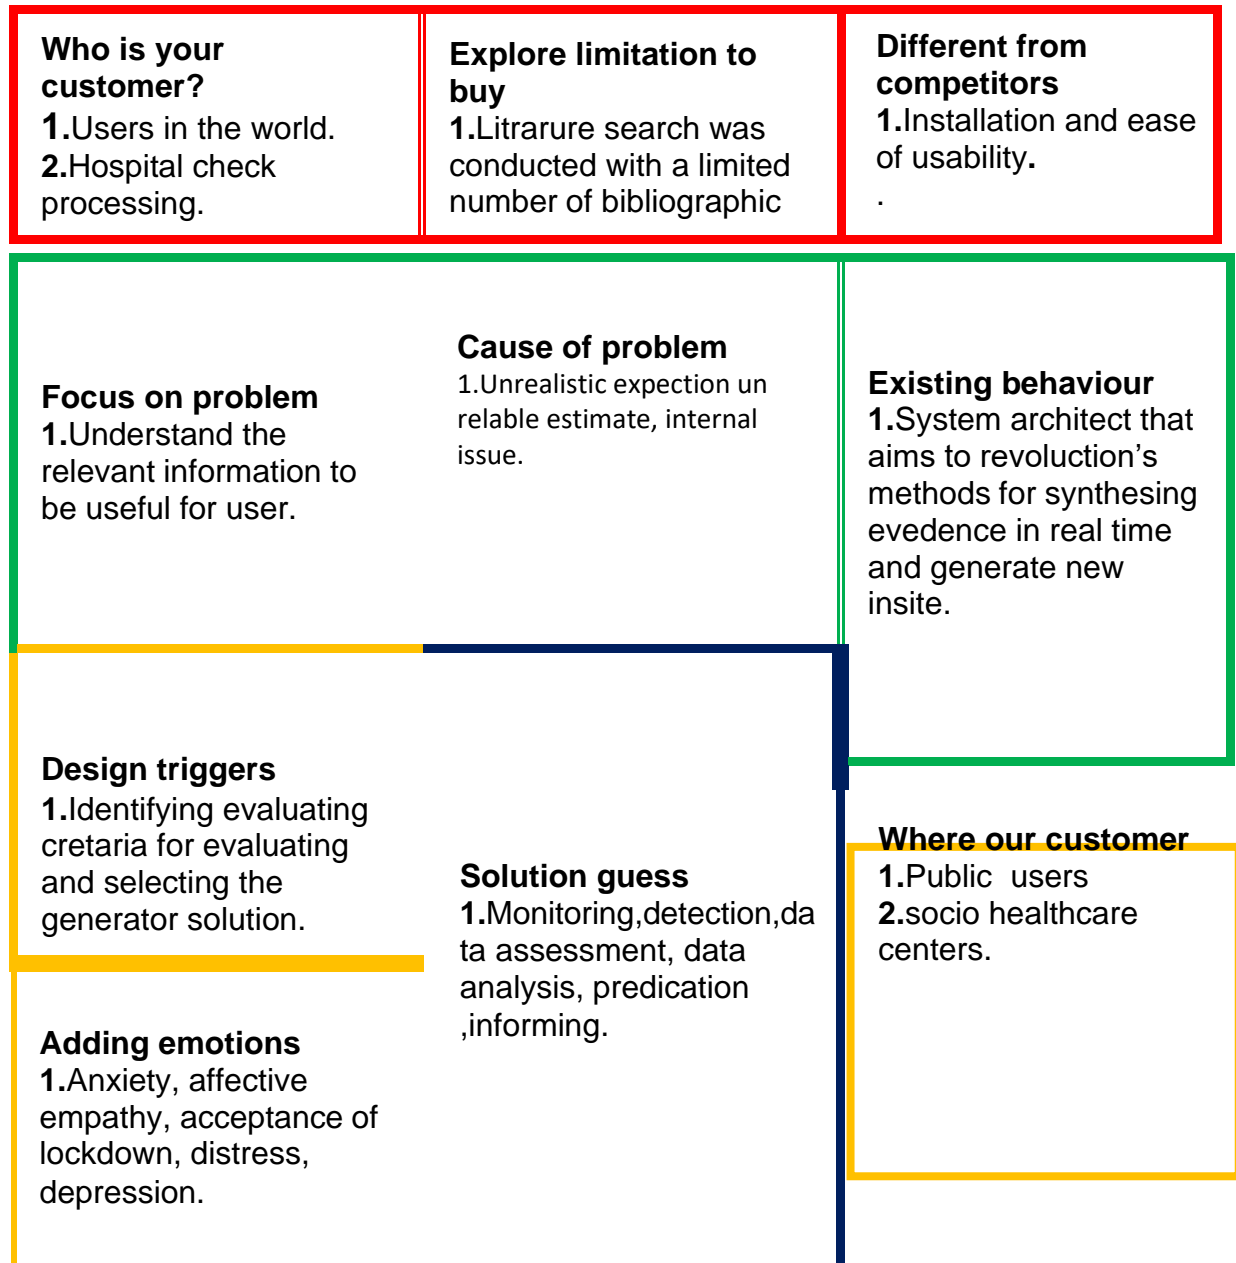 Who is your
customer?
1.Users in the world.
2.Hospital check
processing.
Explore limitation to
buy
1.Litrarure search was
conducted with a limited
number of bibliographic
Different from
competitors
1.Installation and ease
of usability.
.
Focus on problem
1.Understand the
relevant information to
be useful for user.
Cause of problem
1.Unrealistic expection un
relable estimate, internal
issue.
Existing behaviour
1.System architect that
aims to revoluction’s
methods for synthesing
evedence in real time
and generate new
insite.
Design triggers
1.Identifying evaluating
cretaria for evaluating
and selecting the
generator solution.
Adding emotions
1.Anxiety, affective
empathy, acceptance of
lockdown, distress,
depression.
Solution guess
1.Monitoring,detection,da
ta assessment, data
analysis, predication
,informing.
Where our customer
1.Public  users
2.socio healthcare
centers.